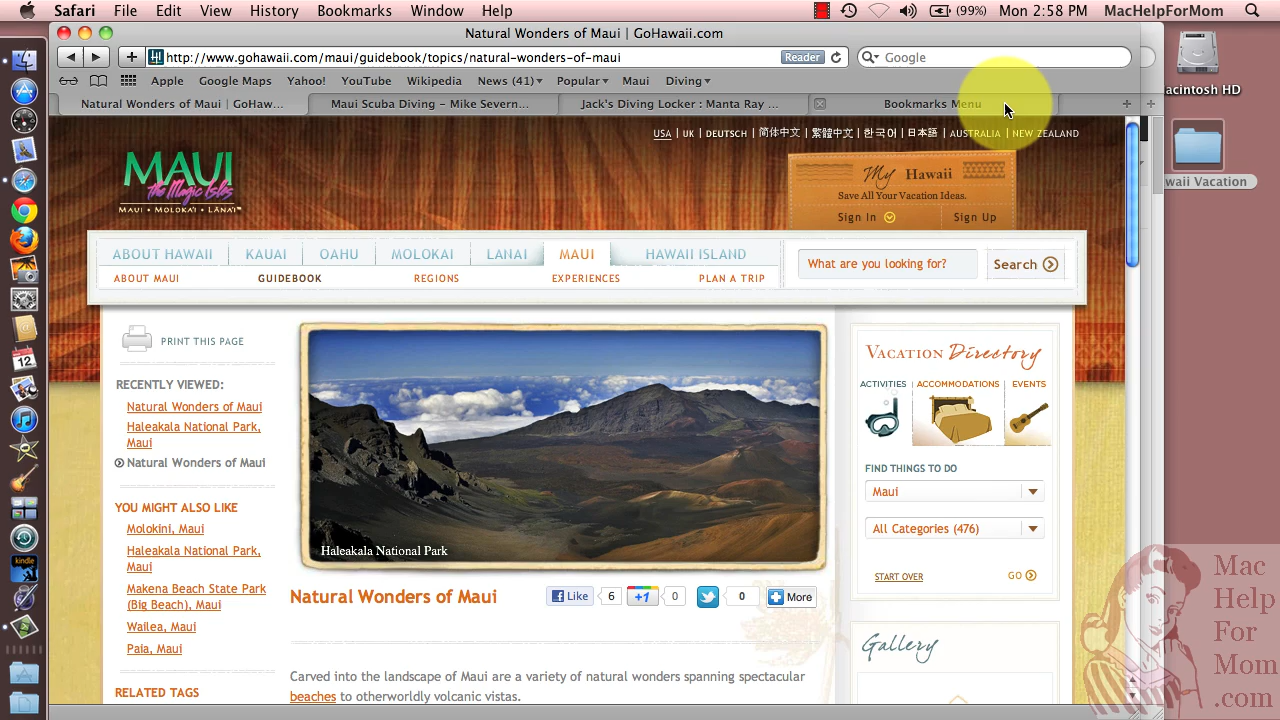 Safari File Edit View History Bookmarks Window Help (99%) Mon 2:58 PM MacHelpForMom
Natural Wonders of Maui | GoHawaii.com
http://www.gohawaii.com/maui/guidebook/topics/natural-wonders-of-maui Reader Google
Apple Google Maps Yahoo! YouTube Wikipedia News (41) Popular Maui Diving
Natural Wonders of Maui | GoHaw... Maui Scuba Diving – Mike Severn... Jack's Diving Locker : Manta Ray ... Bookmarks Menu
acintosh HD
waii Vacation
USA | UK | DEUTSCH | 简体中文 | 繁體中文 | 한국어 | 日本語 | AUSTRALIA | NEW ZEALAND
MAUI
the Magic Isles
MAUI • MOLOKA'I • LĀNA'I™
My Hawaii
Save All Your Vacation Ideas.
Sign In Sign Up
ABOUT HAWAII KAUAI OAHU MOLOKAI LANAI MAUI HAWAII ISLAND
ABOUT MAUI GUIDEBOOK REGIONS EXPERIENCES PLAN A TRIP
What are you looking for? Search
PRINT THIS PAGE
RECENTLY VIEWED:
Natural Wonders of Maui
Haleakala National Park,
Maui
Natural Wonders of Maui
YOU MIGHT ALSO LIKE
Molokini, Maui
Haleakala National Park,
Maui
Makena Beach State Park
(Big Beach), Maui
Wailea, Maui
Paia, Maui
RELATED TAGS
Haleakala National Park
Natural Wonders of Maui
Like 6 +1 0 0 More
Carved into the landscape of Maui are a variety of natural wonders spanning spectacular
beaches to otherworldly volcanic vistas.
VACATION Directory
ACTIVITIES ACCOMMODATIONS EVENTS
FIND THINGS TO DO
Maui
All Categories (476)
START OVER GO
Gallery
12
kindle
Mac
Help
For
Mom
.com